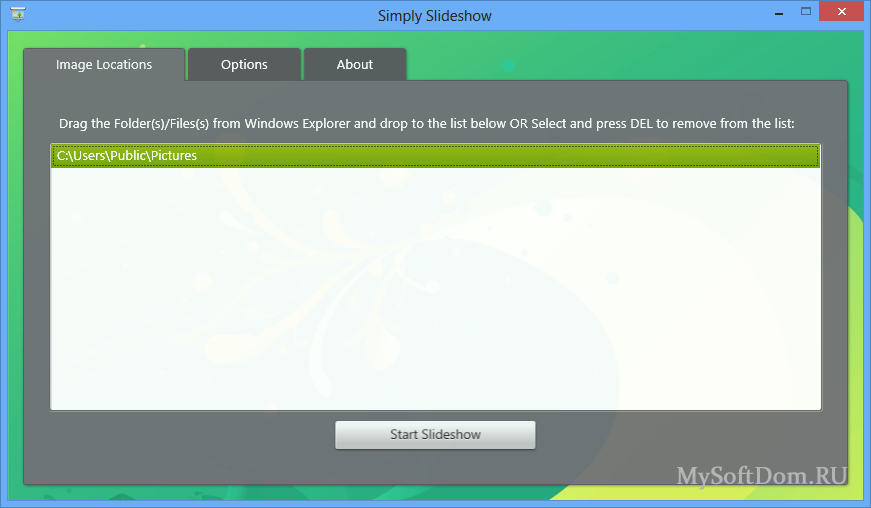 Simply Slideshow
Image Locations
Options
About
Drag the Folder(s)/Files(s) from Windows Explorer and drop to the list below OR Select and press DEL to remove from the list:
C:\Users\Public\Pictures
Start Slideshow
MySoftDom.RU